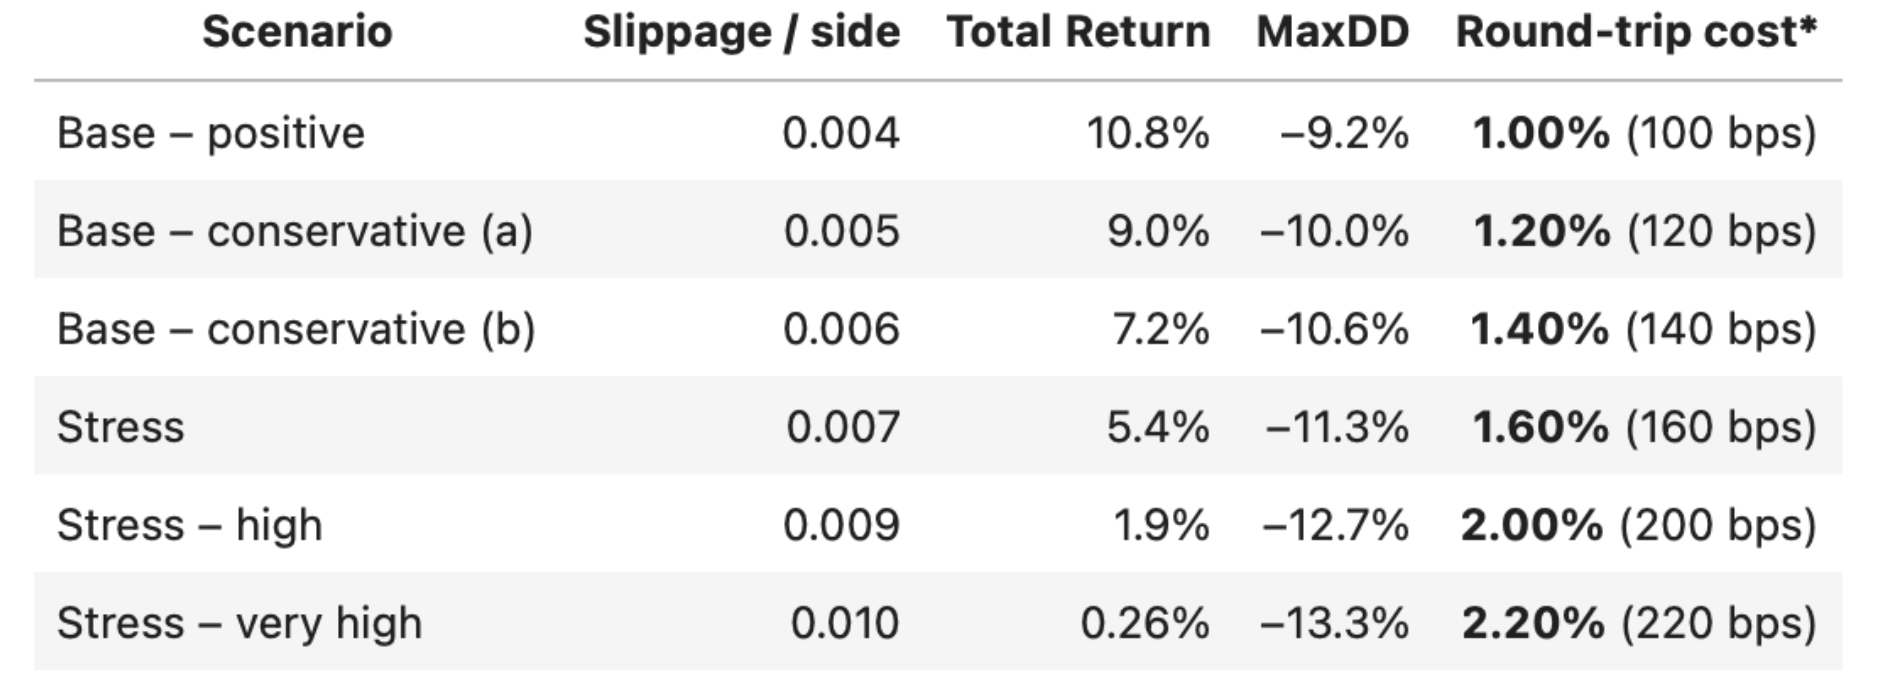 Scenario Slippage / side Total Return MaxDD Round-trip cost*
Base – positive 0.004 10.8% –9.2% 1.00% (100 bps)
Base – conservative (a) 0.005 9.0% –10.0% 1.20% (120 bps)
Base – conservative (b) 0.006 7.2% –10.6% 1.40% (140 bps)
Stress 0.007 5.4% –11.3% 1.60% (160 bps)
Stress – high 0.009 1.9% –12.7% 2.00% (200 bps)
Stress – very high 0.010 0.26% –13.3% 2.20% (220 bps)